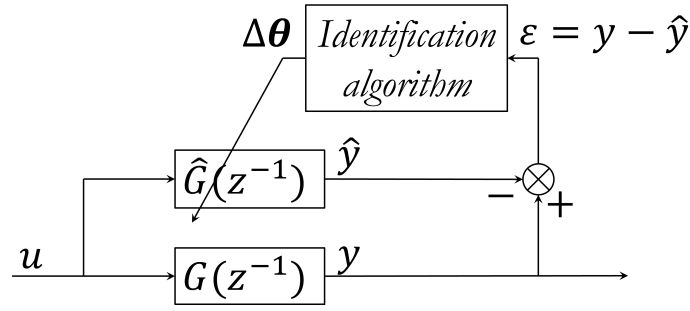 Δθ
Identification
algorithm
ε = y − ŷ
Ĝ(z⁻¹)
ŷ
−
+
u
G(z⁻¹)
y